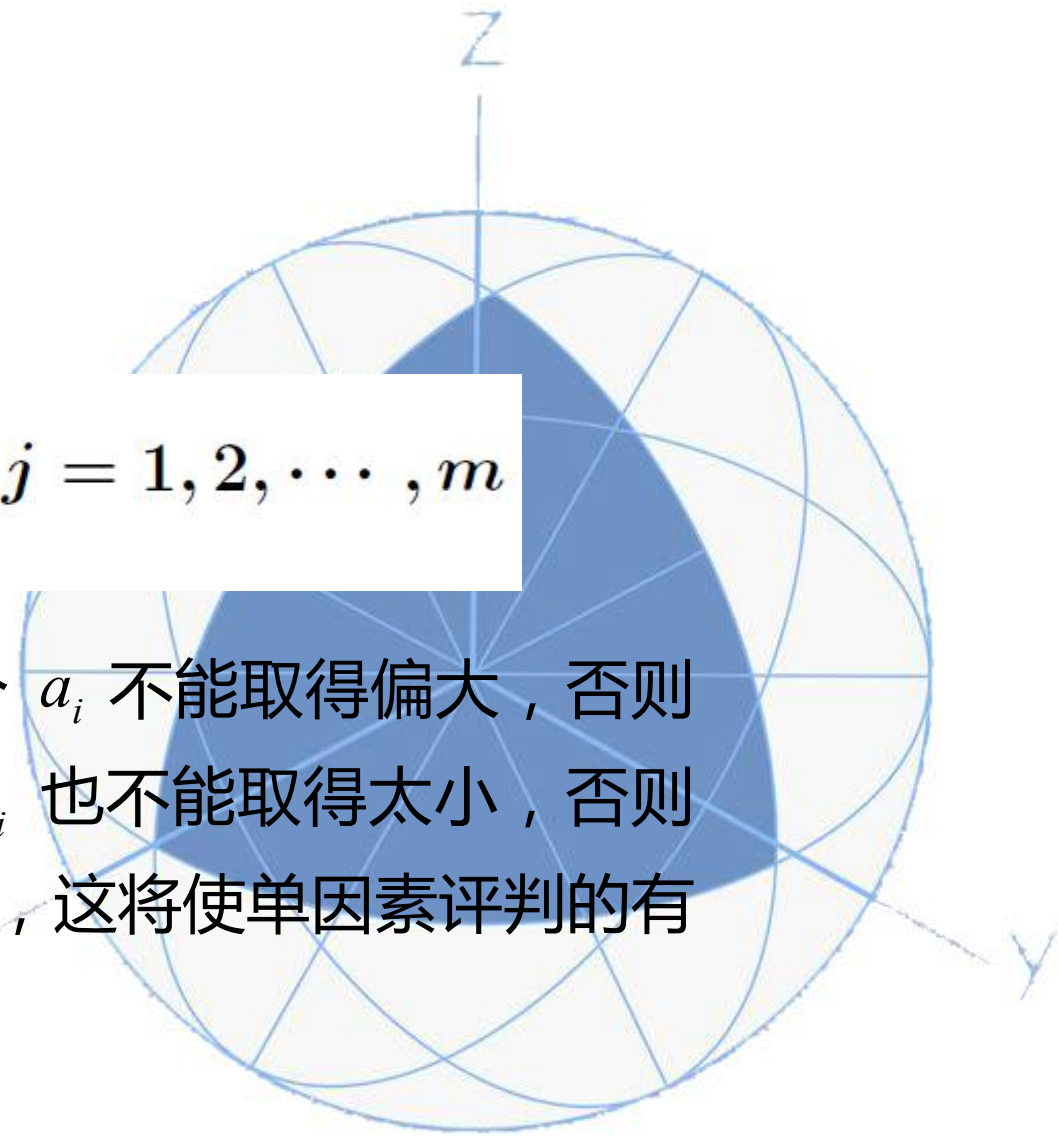 Z
j = 1, 2, ⋯ , m
a_i 不能取得偏大，否则
i 也不能取得太小，否则
，这将使单因素评判的有
Y